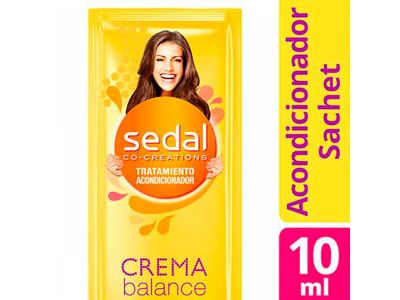 sedal
CO-CREATIONS
TRATAMIENTO
ACONDICIONADOR
CREMA
balance
Acondicionador
Sachet
10
ml